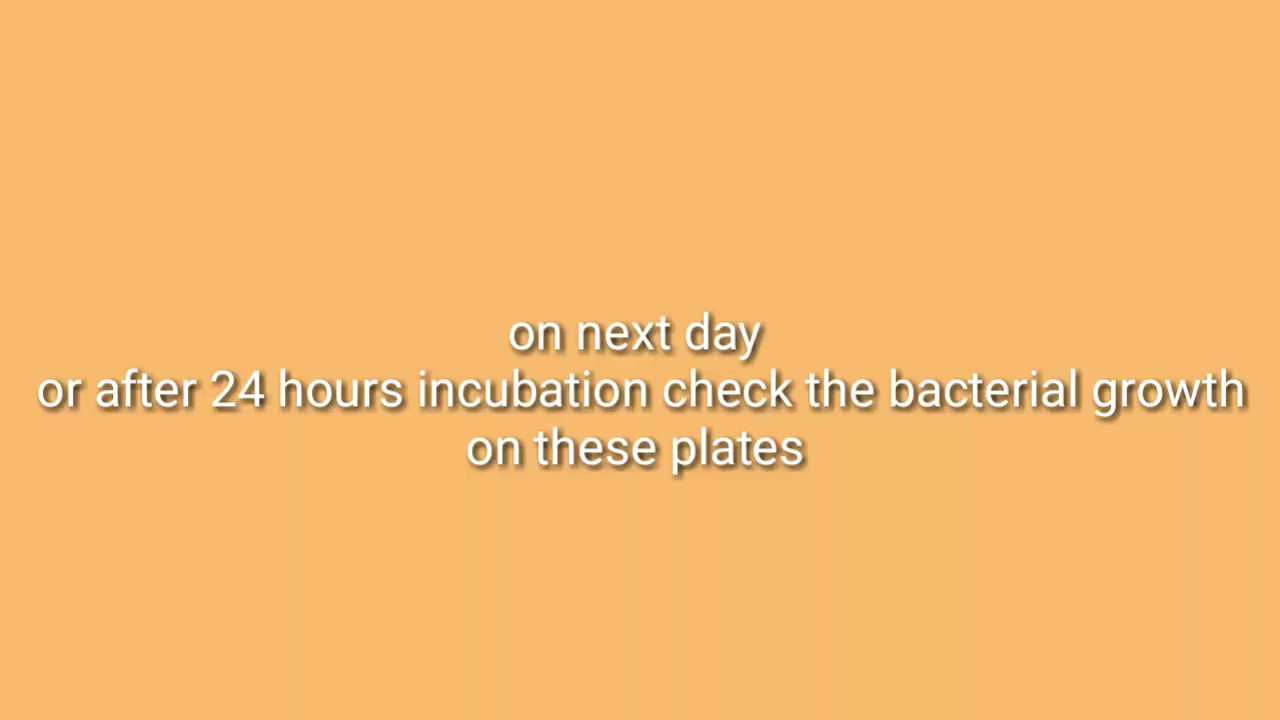 on next day
or after 24 hours incubation check the bacterial growth
on these plates